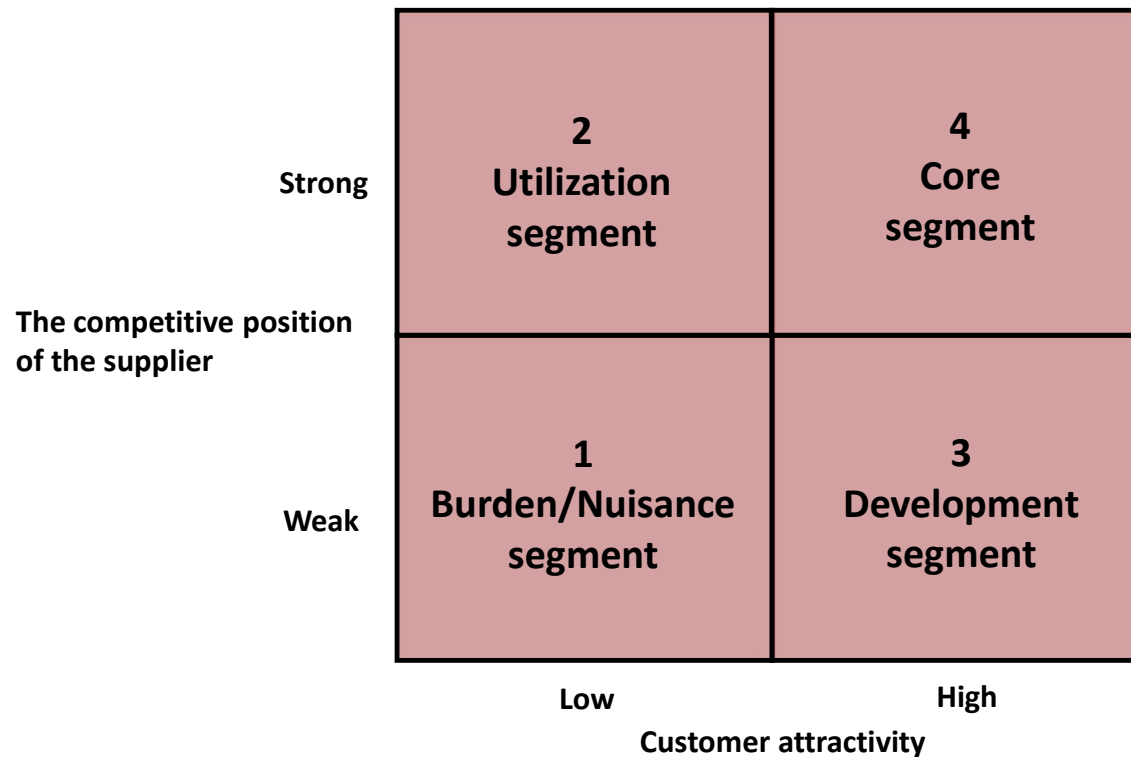 2
Utilization
segment
4
Core
segment
Strong
The competitive position
of the supplier
1
Burden/Nuisance
segment
3
Development
segment
Weak
Low
High
Customer attractivity